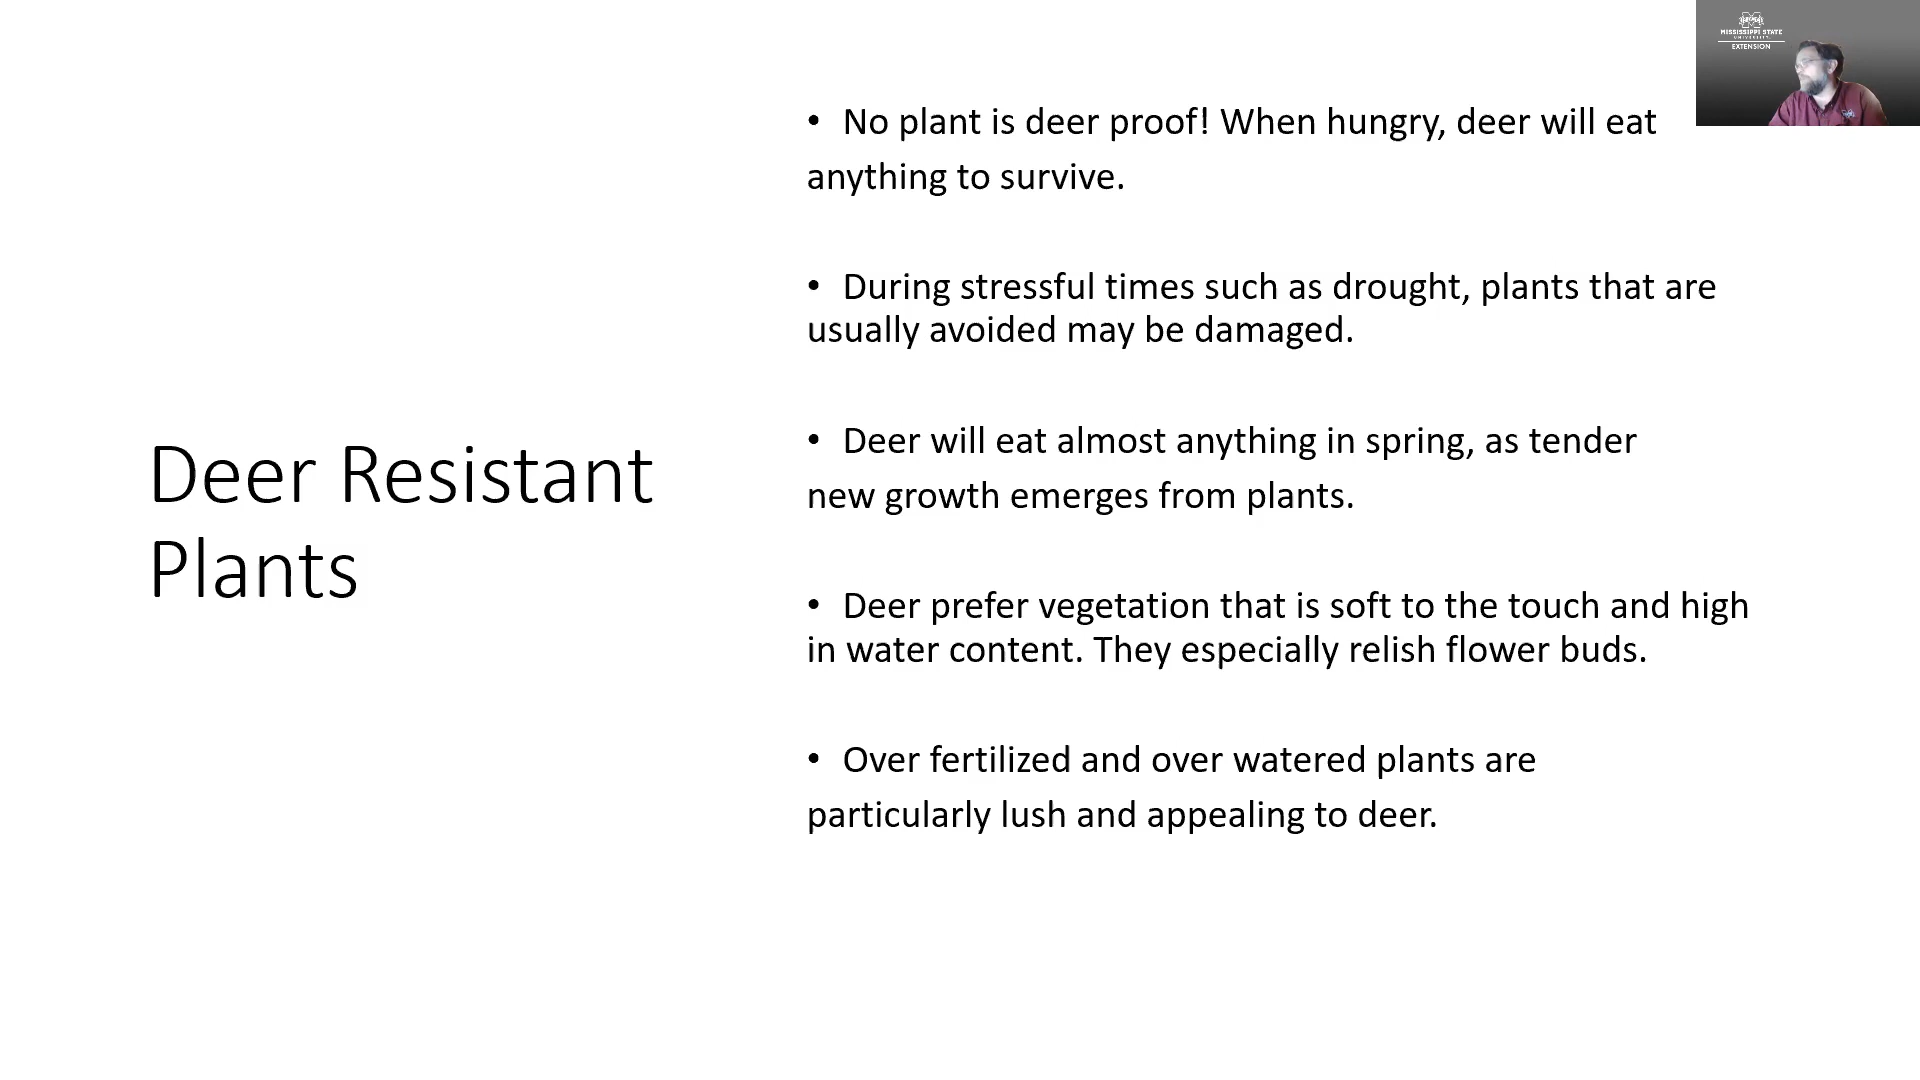 MISSISSIPPI STATE
UNIVERSITY
EXTENSION
• No plant is deer proof! When hungry, deer will eat
anything to survive.
• During stressful times such as drought, plants that are
usually avoided may be damaged.
• Deer will eat almost anything in spring, as tender
new growth emerges from plants.
Deer Resistant
Plants
• Deer prefer vegetation that is soft to the touch and high
in water content. They especially relish flower buds.
• Over fertilized and over watered plants are
particularly lush and appealing to deer.